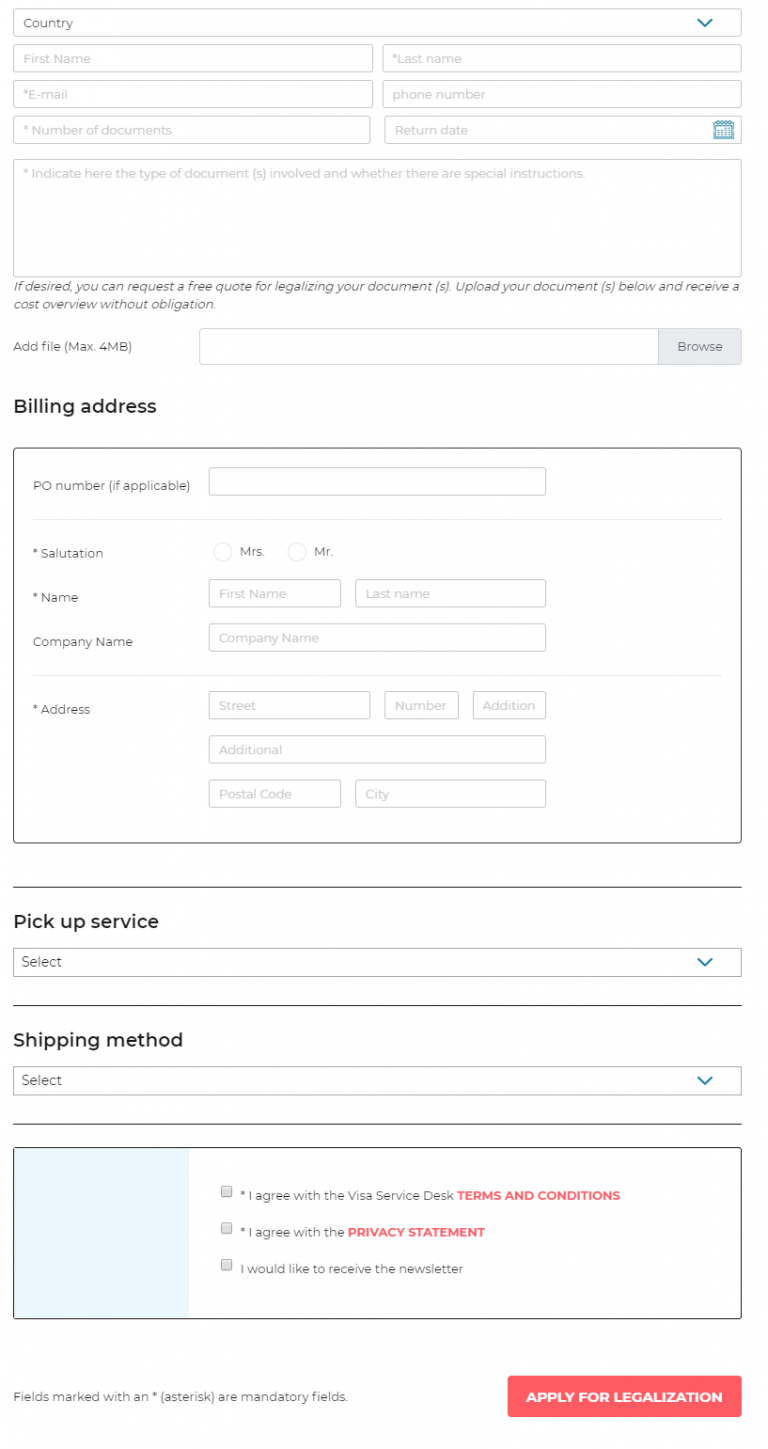 Country
First Name
*Last name
*E-mail
phone number
* Number of documents
Return date
* Indicate here the type of document (s) involved and whether there are special instructions.
If desired, you can request a free quote for legalizing your document (s). Upload your document (s) below and receive a
cost overview without obligation.
Add file (Max. 4MB)
Browse
Billing address
PO number (if applicable)
* Salutation
Mrs.
Mr.
* Name
First Name
Last name
Company Name
Company Name
* Address
Street
Number
Addition
Additional
Postal Code
City
Pick up service
Select
Shipping method
Select
* I agree with the Visa Service Desk TERMS AND CONDITIONS
* I agree with the PRIVACY STATEMENT
I would like to receive the newsletter
Fields marked with an * (asterisk) are mandatory fields.
APPLY FOR LEGALIZATION